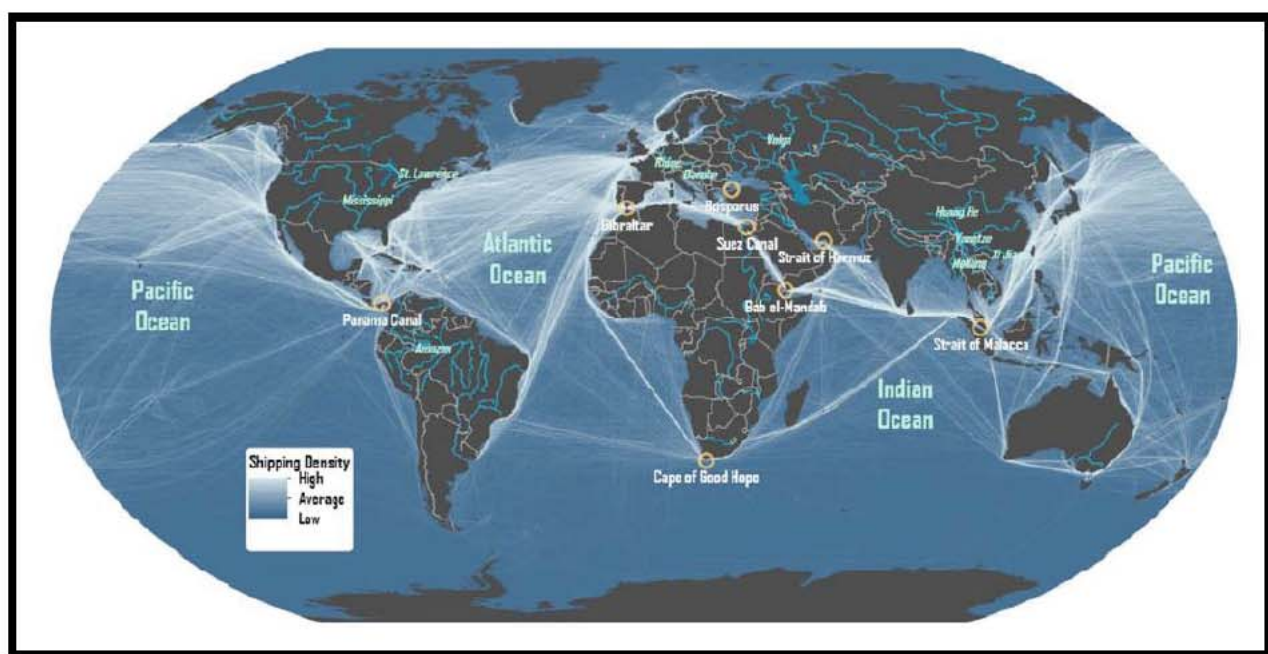 Volga
Rhine
Danube
St. Lawrence
Mississippi
Bosporus
Gibraltar
Huang He
Atlantic
Ocean
Suez Canal
Strait of Hormuz
Yangtze
Mekong
Pacific
Ocean
Pacific
Ocean
Bab el-Mandab
Panama Canal
Amazon
Strait of Malacca
Indian
Ocean
Shipping Density
High
Average
Low
Cape of Good Hope